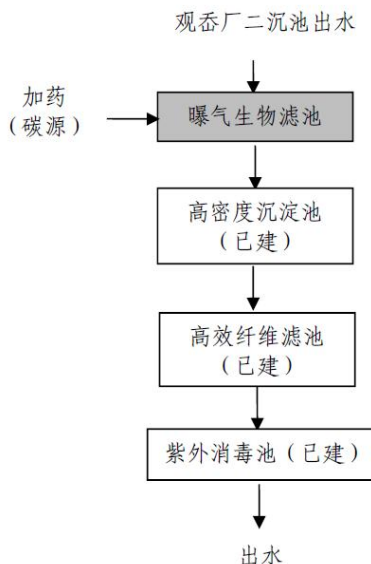 观岙厂二沉池出水
加药
（碳源）
曝气生物滤池
高密度沉淀池
（已建）
高效纤维滤池
（已建）
紫外消毒池（已建）
出水